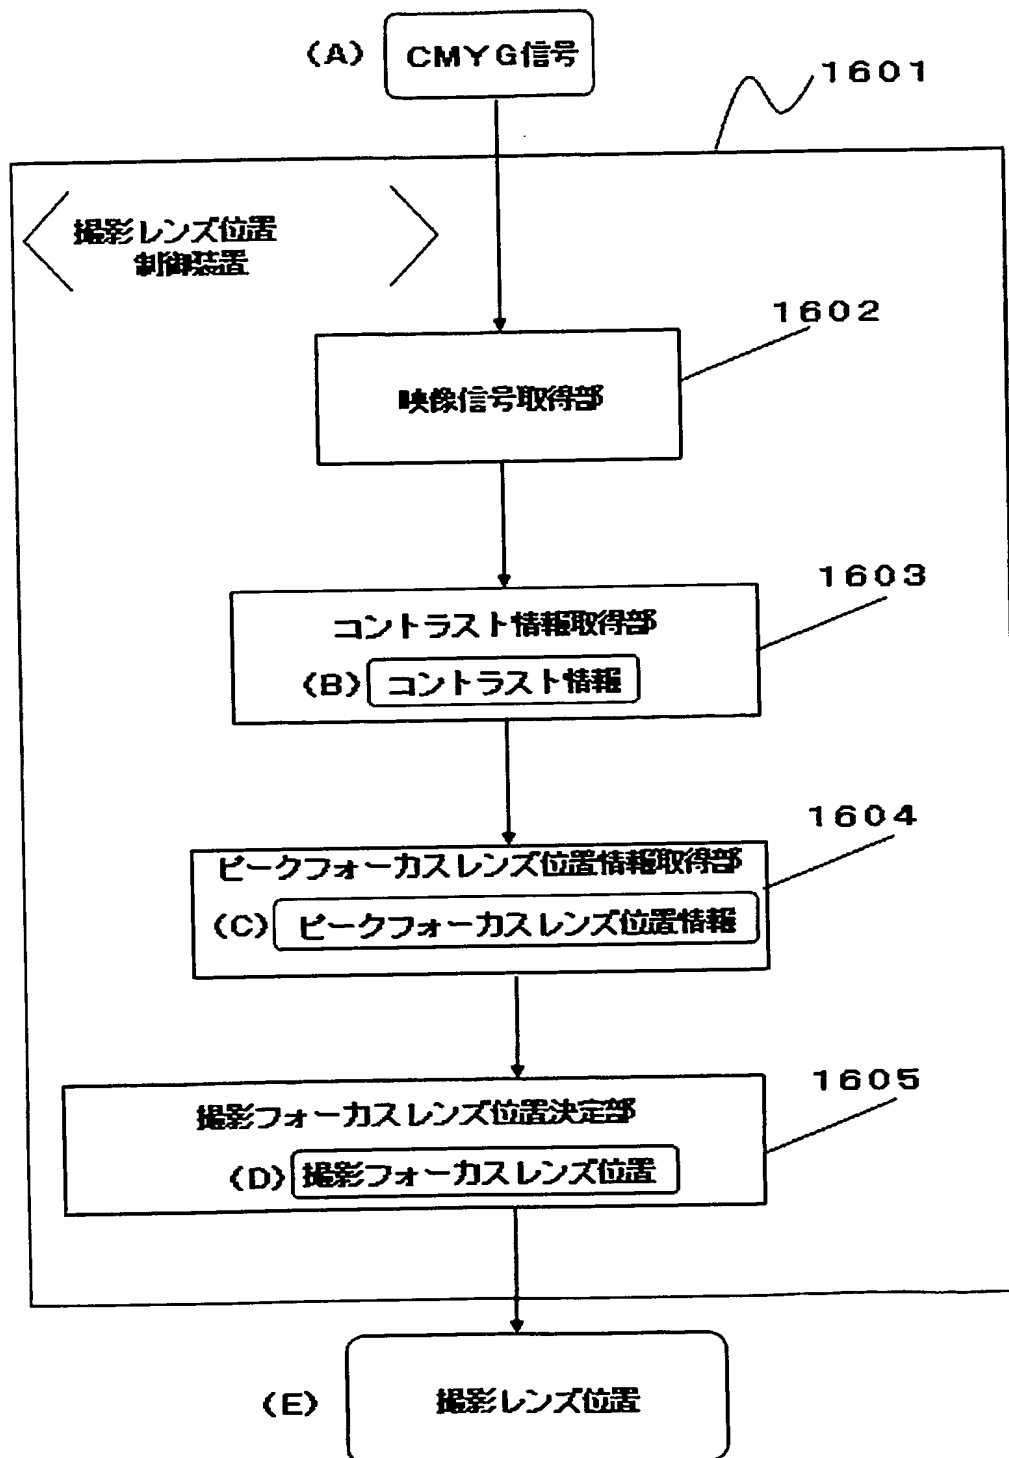 (A) CMYG信号
1601
撮影レンズ位置
制御装置
1602
映像信号取得部
1603
コントラスト情報取得部
(B) コントラスト情報
1604
ピークフォーカスレンズ位置情報取得部
(C) ピークフォーカスレンズ位置情報
1605
撮影フォーカスレンズ位置決定部
(D) 撮影フォーカスレンズ位置
(E) 撮影レンズ位置